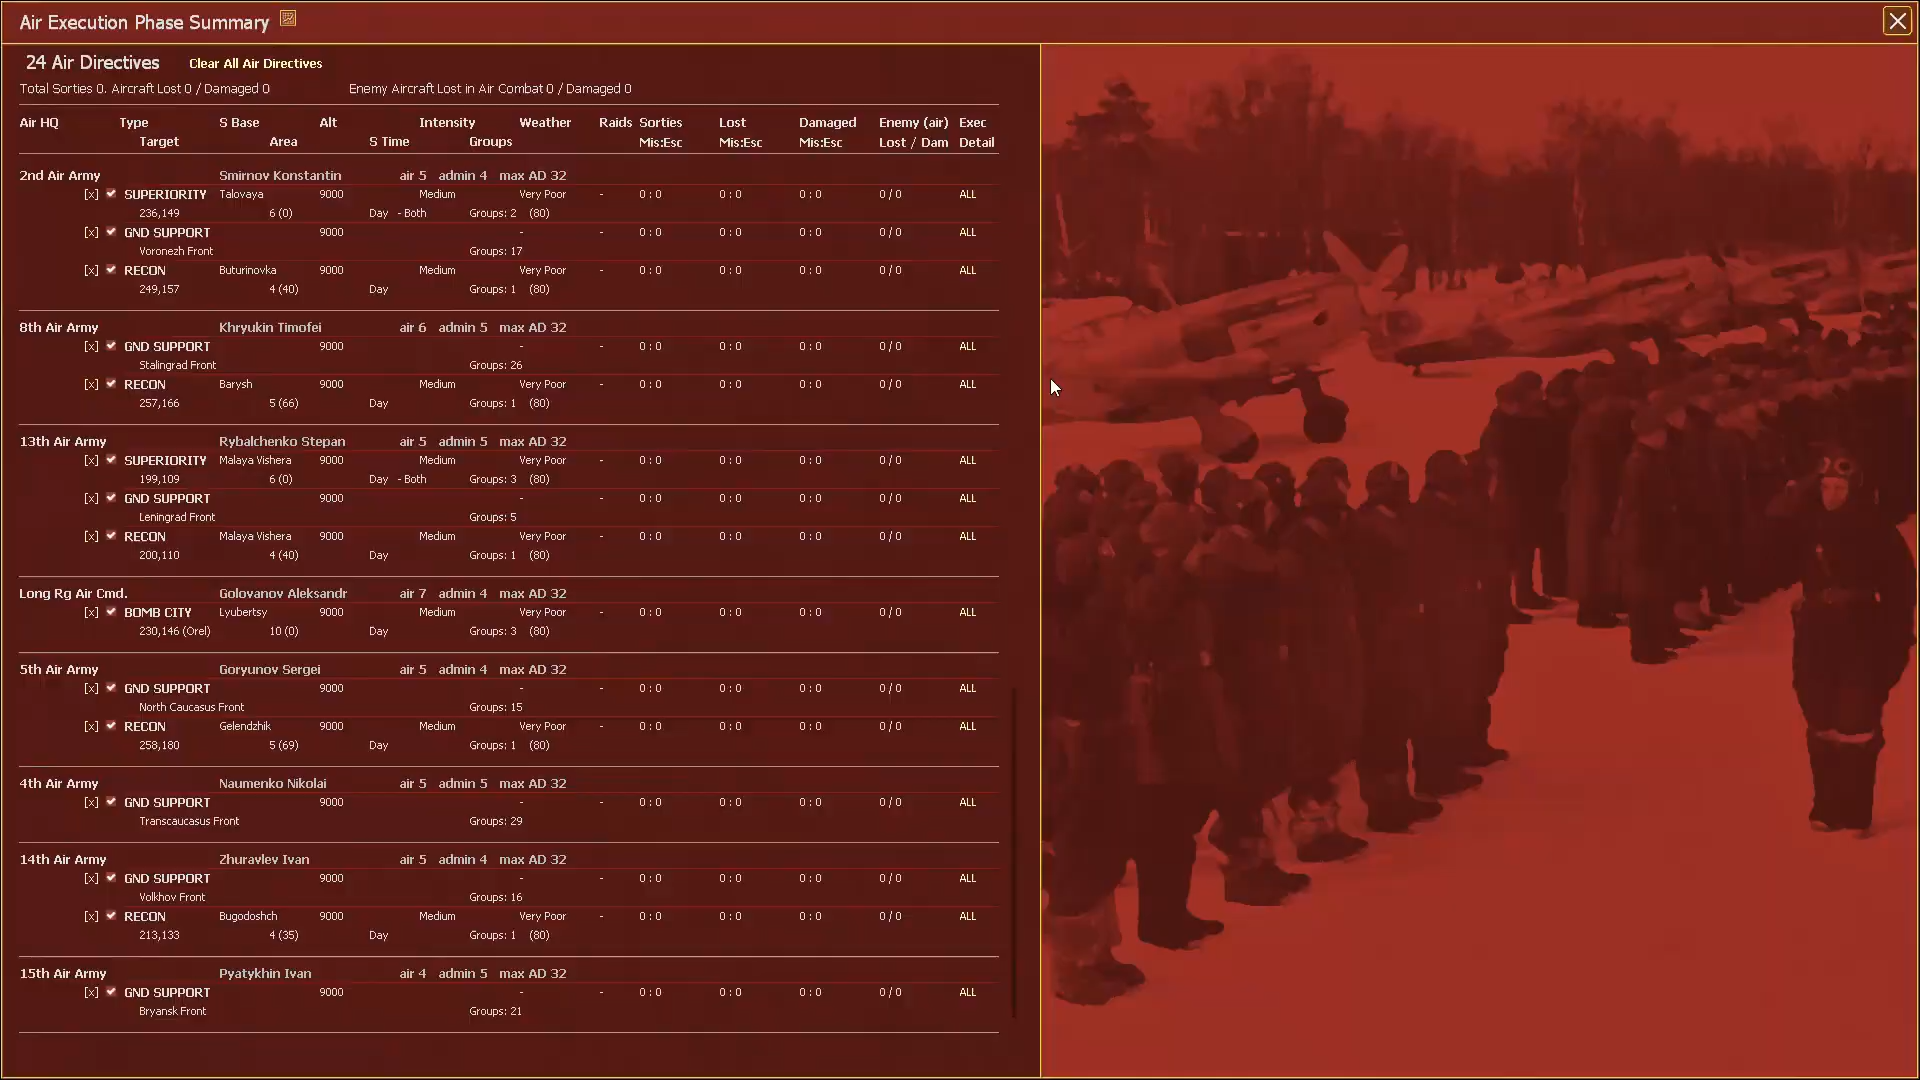 Air Execution Phase Summary
24 Air Directives Clear All Air Directives
Total Sorties 0. Aircraft Lost 0 / Damaged 0 Enemy Aircraft Lost in Air Combat 0 / Damaged 0
Air HQ Type S Base Alt Intensity Weather Raids Sorties Lost Damaged Enemy (air) Exec
Target Area S Time Groups Mis:Esc Mis:Esc Mis:Esc Lost / Dam Detail
2nd Air Army Smirnov Konstantin air 5 admin 4 max AD 32
[x] SUPERIORITY Talovaya 9000 Medium Very Poor - 0 : 0 0 : 0 0 : 0 0 / 0 ALL
236,149 6 (0) Day - Both Groups: 2 (80)
[x] GND SUPPORT 9000 - - 0 : 0 0 : 0 0 : 0 0 / 0 ALL
Voronezh Front Groups: 17
[x] RECON Buturinovka 9000 Medium Very Poor - 0 : 0 0 : 0 0 : 0 0 / 0 ALL
249,157 4 (40) Day Groups: 1 (80)
8th Air Army Khryukin Timofei air 6 admin 5 max AD 32
[x] GND SUPPORT 9000 - - 0 : 0 0 : 0 0 : 0 0 / 0 ALL
Stalingrad Front Groups: 26
[x] RECON Barysh 9000 Medium Very Poor - 0 : 0 0 : 0 0 : 0 0 / 0 ALL
257,166 5 (66) Day Groups: 1 (80)
13th Air Army Rybalchenko Stepan air 5 admin 5 max AD 32
[x] SUPERIORITY Malaya Vishera 9000 Medium Very Poor - 0 : 0 0 : 0 0 : 0 0 / 0 ALL
199,109 6 (0) Day - Both Groups: 3 (80)
[x] GND SUPPORT 9000 - - 0 : 0 0 : 0 0 : 0 0 / 0 ALL
Leningrad Front Groups: 5
[x] RECON Malaya Vishera 9000 Medium Very Poor - 0 : 0 0 : 0 0 : 0 0 / 0 ALL
200,110 4 (40) Day Groups: 1 (80)
Long Rg Air Cmd. Golovanov Aleksandr air 7 admin 4 max AD 32
[x] BOMB CITY Lyubertsy 9000 Medium Very Poor - 0 : 0 0 : 0 0 : 0 0 / 0 ALL
230,146 (Orel) 10 (0) Day Groups: 3 (80)
5th Air Army Goryunov Sergei air 5 admin 4 max AD 32
[x] GND SUPPORT 9000 - - 0 : 0 0 : 0 0 : 0 0 / 0 ALL
North Caucasus Front Groups: 15
[x] RECON Gelendzhik 9000 Medium Very Poor - 0 : 0 0 : 0 0 : 0 0 / 0 ALL
258,180 5 (69) Day Groups: 1 (80)
4th Air Army Naumenko Nikolai air 5 admin 5 max AD 32
[x] GND SUPPORT 9000 - - 0 : 0 0 : 0 0 : 0 0 / 0 ALL
Transcaucasus Front Groups: 29
14th Air Army Zhuravlev Ivan air 5 admin 4 max AD 32
[x] GND SUPPORT 9000 - - 0 : 0 0 : 0 0 : 0 0 / 0 ALL
Volkhov Front Groups: 16
[x] RECON Bugodoshch 9000 Medium Very Poor - 0 : 0 0 : 0 0 : 0 0 / 0 ALL
213,133 4 (35) Day Groups: 1 (80)
15th Air Army Pyatykhin Ivan air 4 admin 5 max AD 32
[x] GND SUPPORT 9000 - - 0 : 0 0 : 0 0 : 0 0 / 0 ALL
Bryansk Front Groups: 21